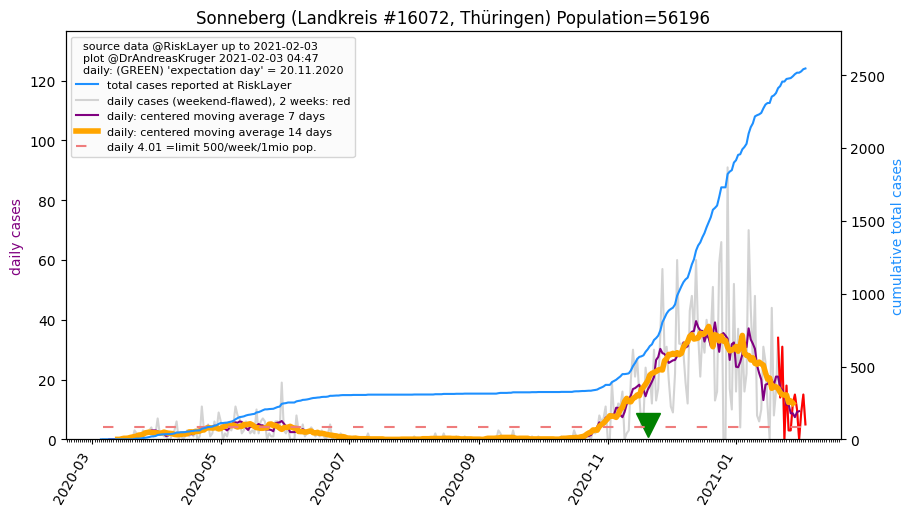 Sonneberg (Landkreis #16072, Thüringen) Population=56196
source data @RiskLayer up to 2021-02-03
plot @DrAndreasKruger 2021-02-03 04:47
daily: (GREEN) 'expectation day' = 20.11.2020
total cases reported at RiskLayer
daily cases (weekend-flawed), 2 weeks: red
daily: centered moving average 7 days
daily: centered moving average 14 days
daily 4.01 =limit 500/week/1mio pop.
daily cases
120
100
80
60
40
20
0
2500
2000
1500
1000
500
0
cumulative total cases
2020-03
2020-05
2020-07
2020-09
2020-11
2021-01